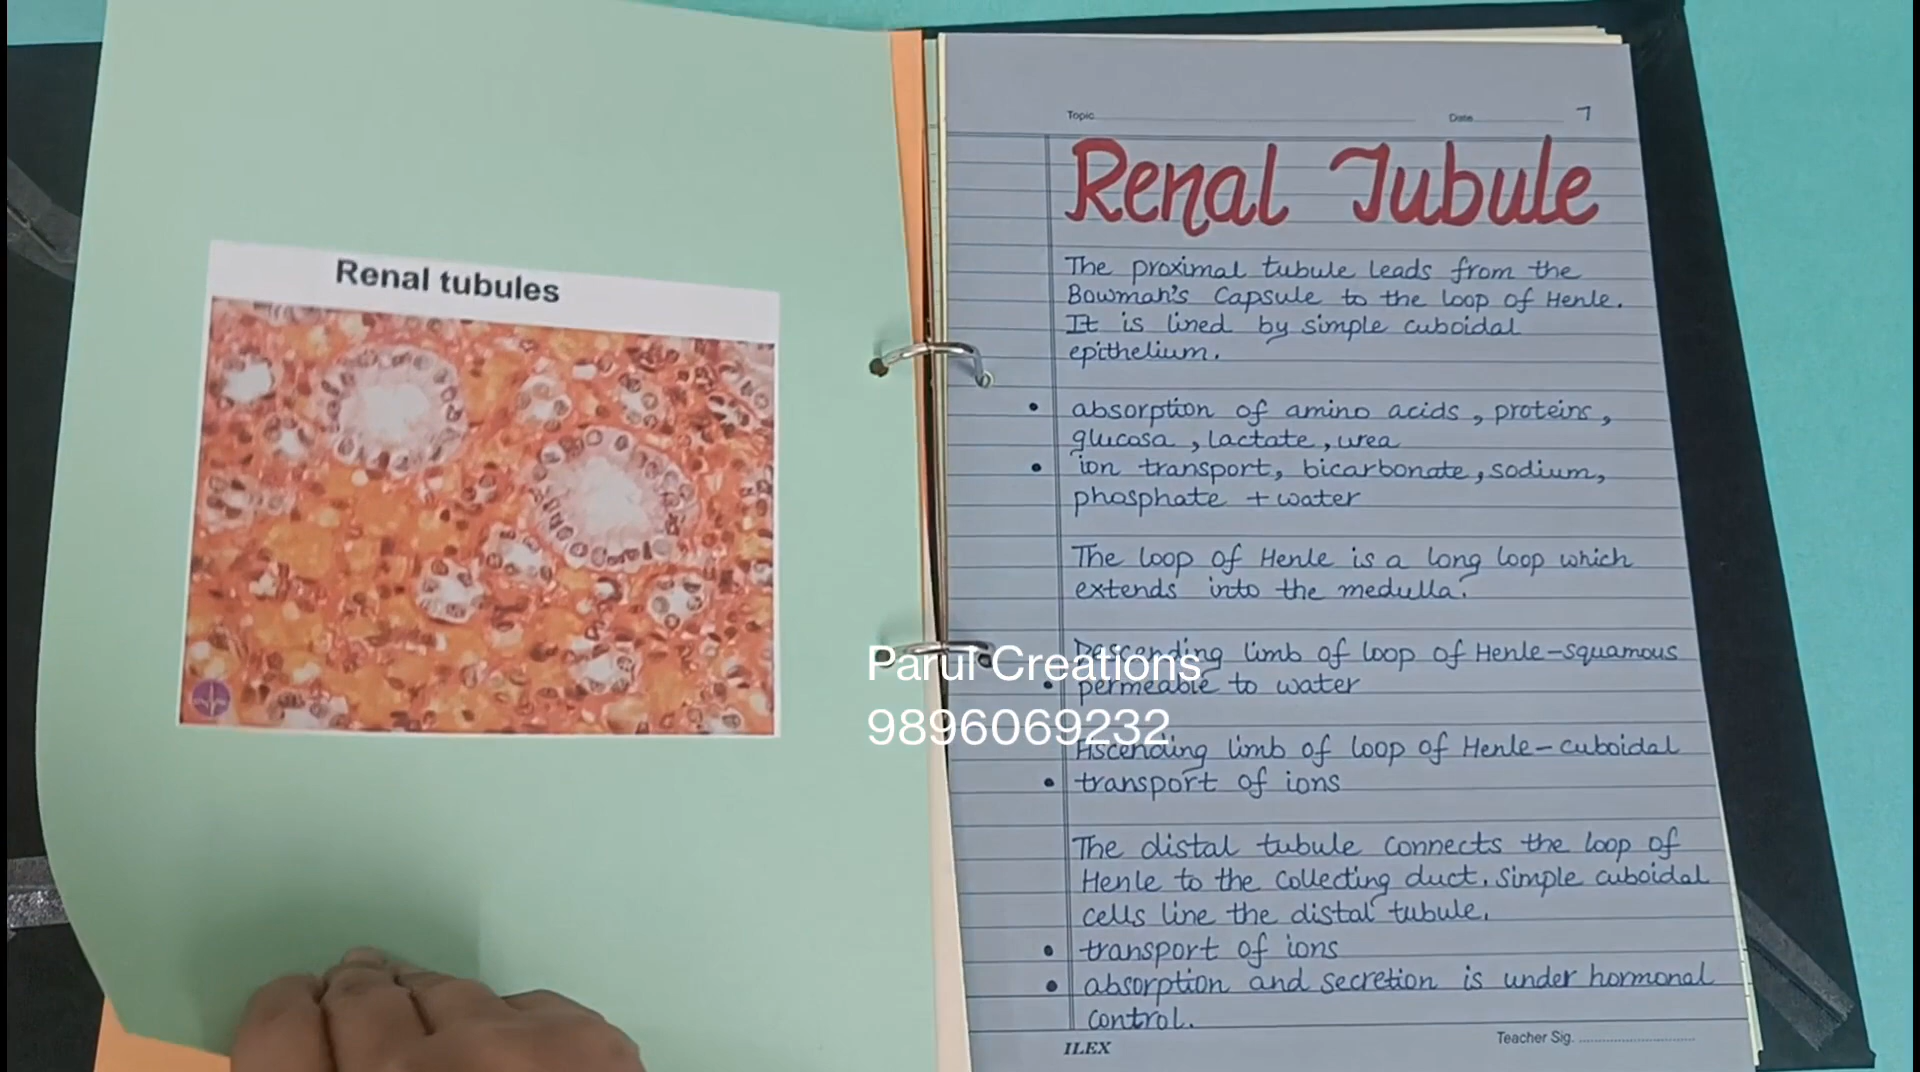 Renal tubules
Topic
Date
7
Renal Tubule
The proximal tubule leads from the
Bowman's Capsule to the loop of Henle.
It is lined by simple cuboidal
epithelium.
• absorption of amino acids, proteins,
glucosa, lactate, urea
• ion transport, bicarbonate, sodium,
phosphate + water
The loop of Henle is a long loop which
extends into the medulla.
Descending limb of loop of Henle-squamous
• permeable to water
Ascending limb of loop of Henle-cuboidal
• transport of ions
The distal tubule connects the loop of
Henle to the collecting duct. Simple cuboidal
cells line the distal tubule.
• transport of ions
• absorption and secretion is under hormonal
control.
ILEX
Teacher Sig.
Parul Creations
9896069232